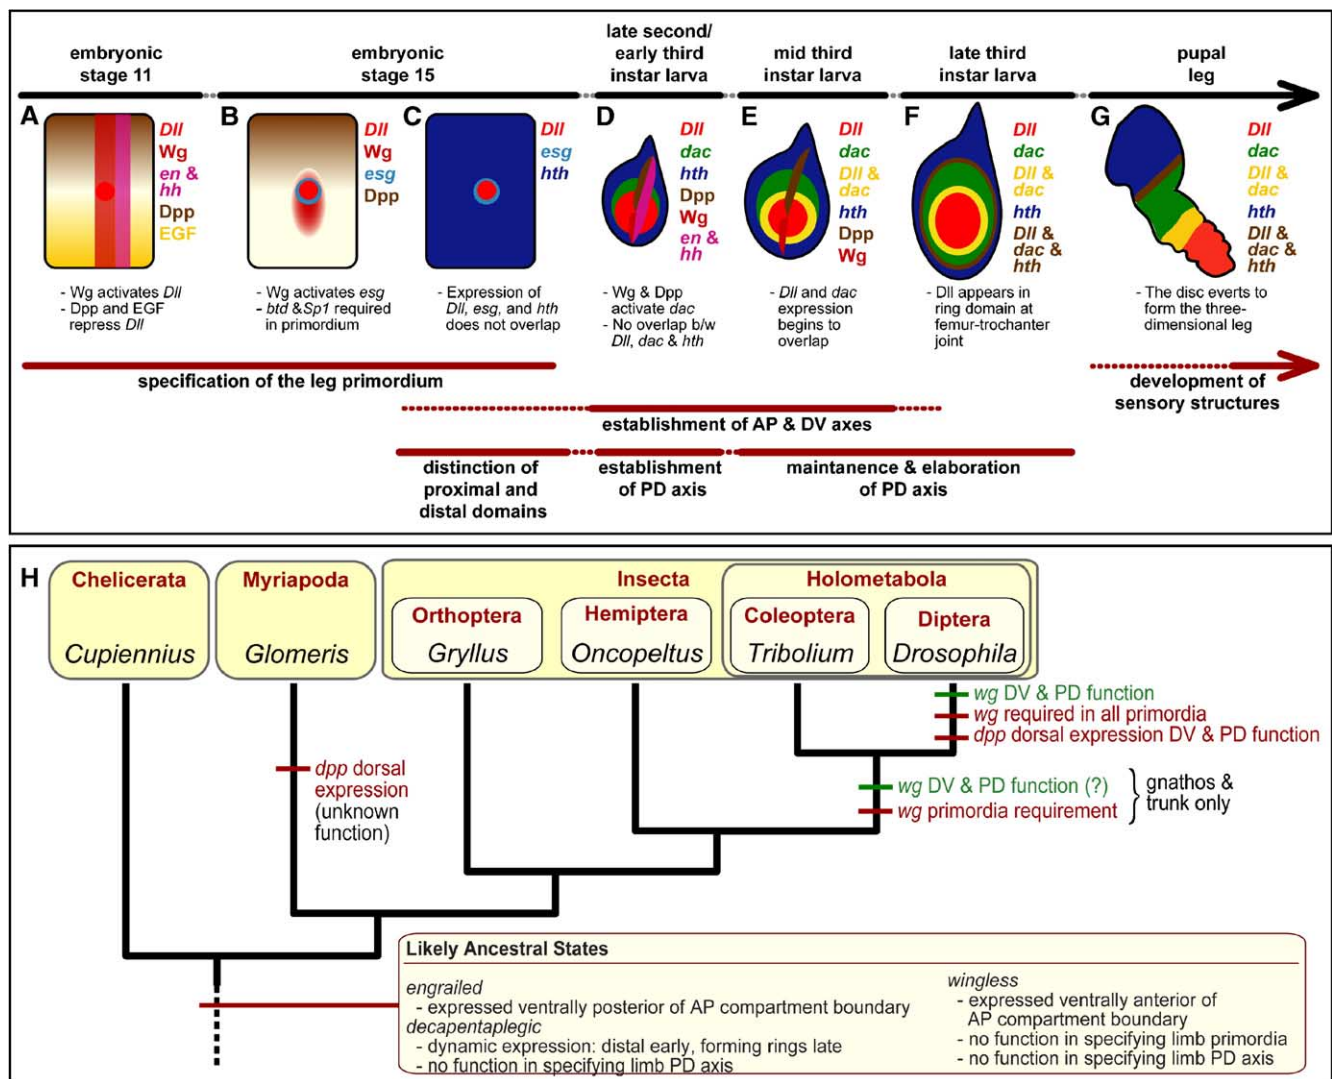 embryonic
stage 11
embryonic
stage 15
late second/
early third
instar larva
mid third
instar larva
late third
instar larva
pupal
leg
A
Dll
Wg
en &
hh
Dpp
EGF
- Wg activates Dll
- Dpp and EGF
repress Dll
B
Dll
Wg
esg
Dpp
- Wg activates esg
- btd &Sp1 required
in primordium
C
Dll
esg
hth
- Expression of
Dll, esg, and hth
does not overlap
D
Dll
dac
hth
Dpp
Wg
en &
hh
- Wg & Dpp
activate dac
- No overlap b/w
Dll, dac & hth
E
Dll
dac
Dll &
dac
hth
Dpp
Wg
- Dll and dac
expression
begins to
overlap
F
Dll
dac
Dll &
dac
hth
Dll &
dac &
hth
- Dll appears in
ring domain at
femur-trochanter
joint
G
Dll
dac
Dll &
dac
hth
Dll &
dac &
hth
- The disc everts to
form the three-
dimensional leg
specification of the leg primordium
development of
sensory structures
establishment of AP & DV axes
distinction of
proximal and
distal domains
establishment
of PD axis
maintanence & elaboration
of PD axis
H
Chelicerata
Cupiennius
Myriapoda
Glomeris
Insecta
Holometabola
Orthoptera
Gryllus
Hemiptera
Oncopeltus
Coleoptera
Tribolium
Diptera
Drosophila
wg DV & PD function
wg required in all primordia
dpp dorsal expression DV & PD function
dpp dorsal
expression
(unknown
function)
wg DV & PD function (?)
wg primordia requirement
gnathos &
trunk only
Likely Ancestral States
engrailed
- expressed ventrally posterior of AP compartment boundary
decapentaplegic
- dynamic expression: distal early, forming rings late
- no function in specifying limb PD axis
wingless
- expressed ventrally anterior of
AP compartment boundary
- no function in specifying limb primordia
- no function in specifying limb PD axis